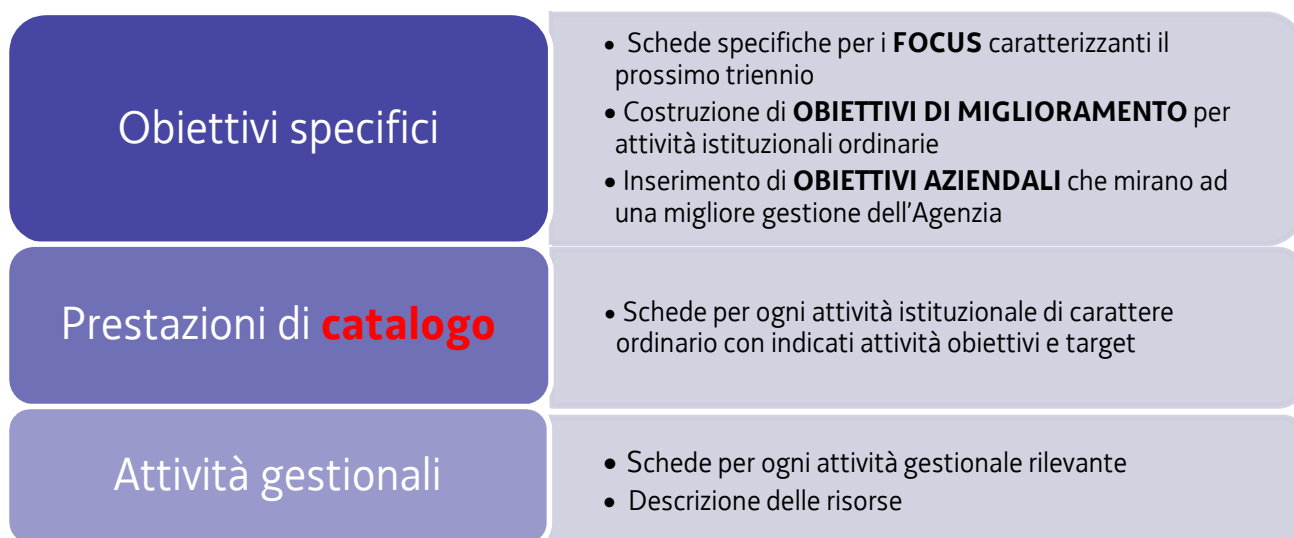 Obiettivi specifici
• Schede specifiche per i FOCUS caratterizzanti il
prossimo triennio
• Costruzione di OBIETTIVI DI MIGLIORAMENTO per
attività istituzionali ordinarie
• Inserimento di OBIETTIVI AZIENDALI che mirano ad
una migliore gestione dell'Agenzia
Prestazioni di catalogo
• Schede per ogni attività istituzionale di carattere
ordinario con indicati attività obiettivi e target
Attività gestionali
• Schede per ogni attività gestionale rilevante
• Descrizione delle risorse